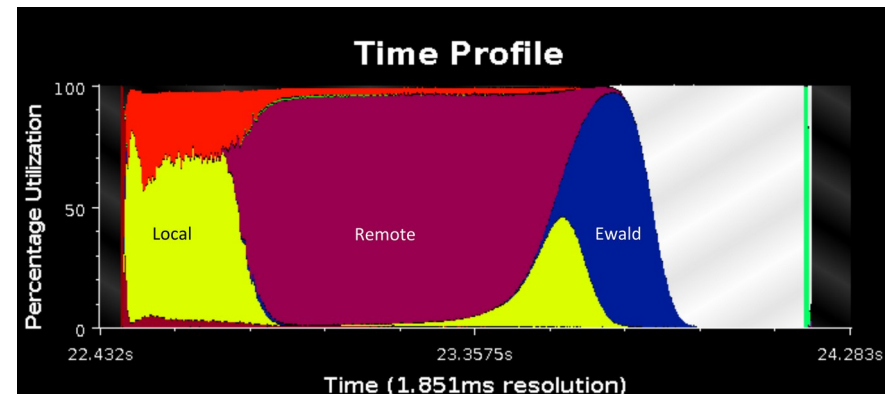 Time Profile
Percentage Utilization
100
50
0
Local
Remote
Ewald
22.432s
23.3575s
24.283s
Time (1.851ms resolution)